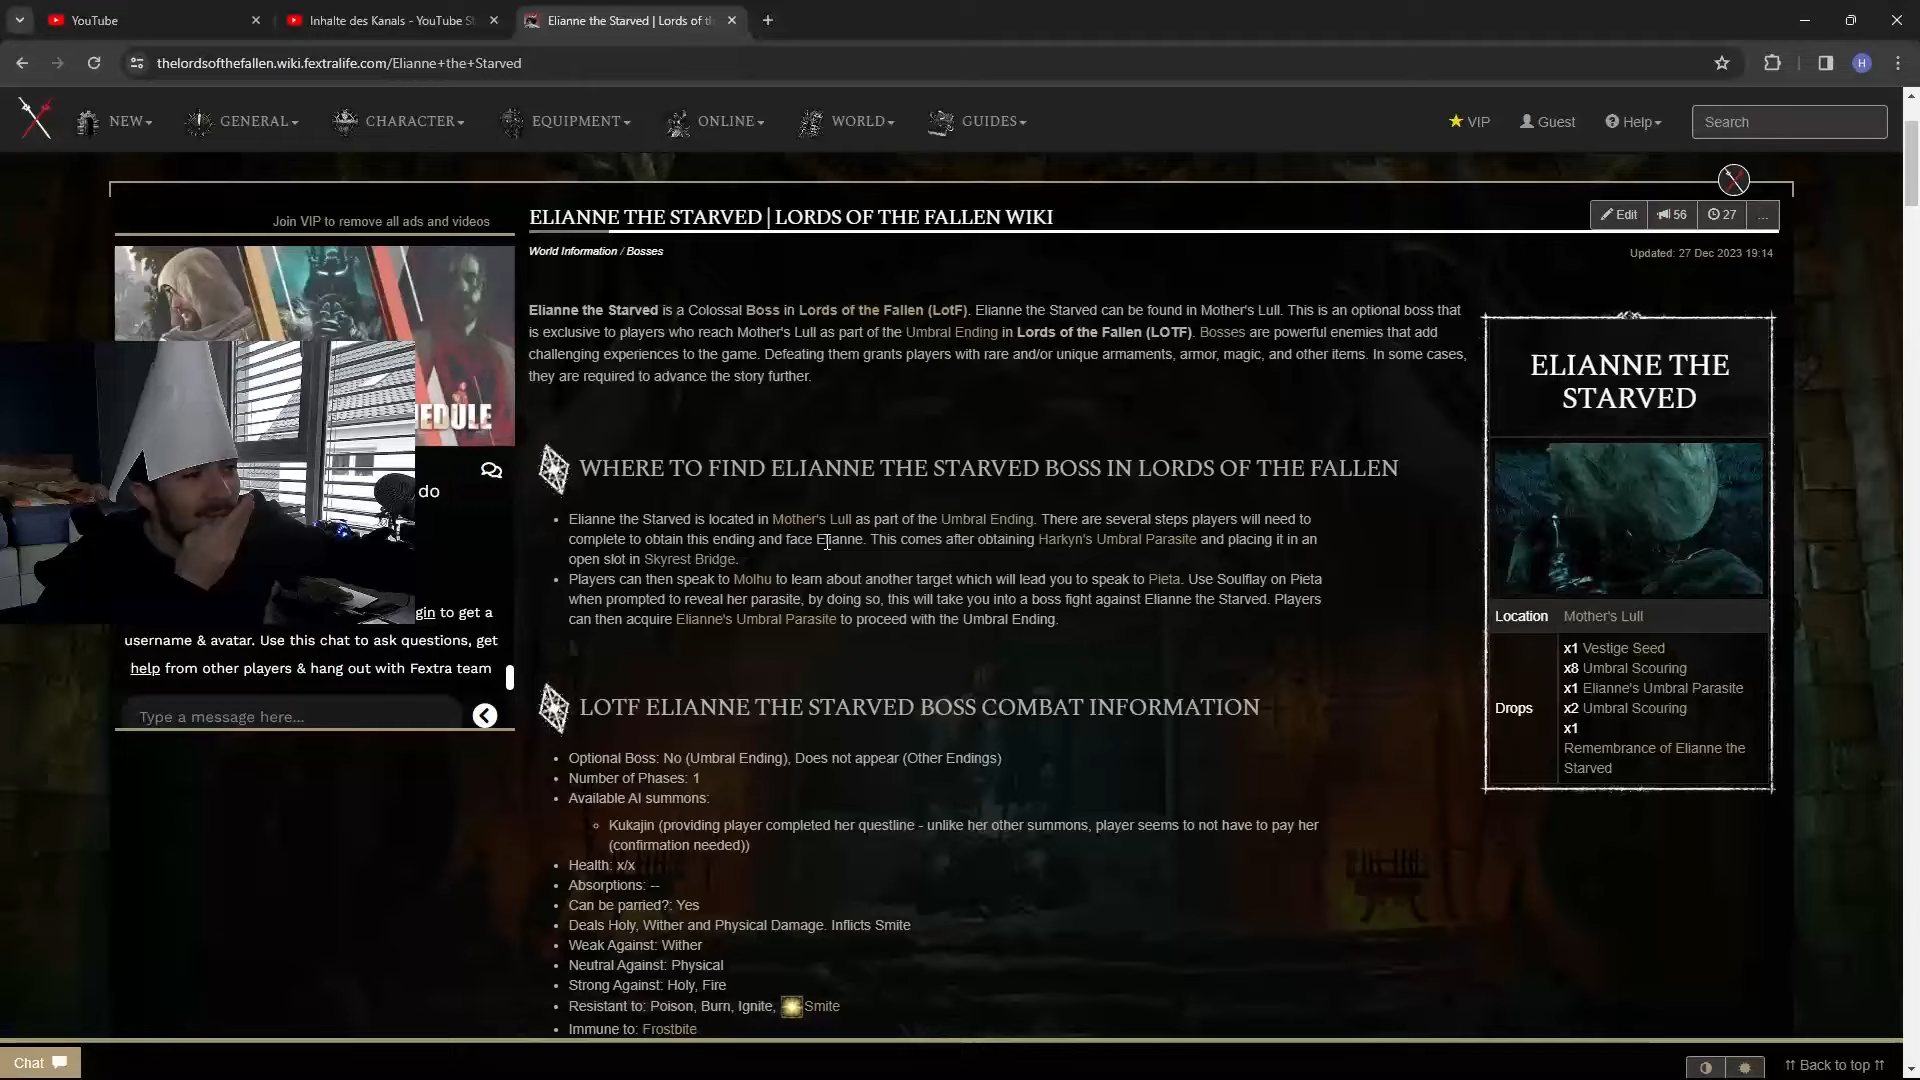 YouTube
Inhalte des Kanals - YouTube S
Elianne the Starved | Lords of th
thelordsofthefallen.wiki.fextralife.com/Elianne+the+Starved
H
NEW
GENERAL
CHARACTER
EQUIPMENT
ONLINE
WORLD
GUIDES
VIP
Guest
Help
Search
Join VIP to remove all ads and videos
ELIANNE THE STARVED | LORDS OF THE FALLEN WIKI
Edit
56
27
...
World Information / Bosses
Updated: 27 Dec 2023 19:14
Elianne the Starved is a Colossal Boss in Lords of the Fallen (LotF). Elianne the Starved can be found in Mother's Lull. This is an optional boss that
is exclusive to players who reach Mother's Lull as part of the Umbral Ending in Lords of the Fallen (LOTF). Bosses are powerful enemies that add
challenging experiences to the game. Defeating them grants players with rare and/or unique armaments, armor, magic, and other items. In some cases,
they are required to advance the story further.
EDULE
do
gin to get a
username & avatar. Use this chat to ask questions, get
help from other players & hang out with Fextra team
Type a message here...
WHERE TO FIND ELIANNE THE STARVED BOSS IN LORDS OF THE FALLEN
Elianne the Starved is located in Mother's Lull as part of the Umbral Ending. There are several steps players will need to
complete to obtain this ending and face Elianne. This comes after obtaining Harkyn's Umbral Parasite and placing it in an
open slot in Skyrest Bridge.
Players can then speak to Molhu to learn about another target which will lead you to speak to Pieta. Use Soulflay on Pieta
when prompted to reveal her parasite, by doing so, this will take you into a boss fight against Elianne the Starved. Players
can then acquire Elianne's Umbral Parasite to proceed with the Umbral Ending.
LOTF ELIANNE THE STARVED BOSS COMBAT INFORMATION
Optional Boss: No (Umbral Ending), Does not appear (Other Endings)
Number of Phases: 1
Available AI summons:
Kukajin (providing player completed her questline - unlike her other summons, player seems to not have to pay her
(confirmation needed))
Health: x/x
Absorptions: --
Can be parried?: Yes
Deals Holy, Wither and Physical Damage. Inflicts Smite
Weak Against: Wither
Neutral Against: Physical
Strong Against: Holy, Fire
Resistant to: Poison, Burn, Ignite, Smite
Immune to: Frostbite
ELIANNE THE
STARVED
Location Mother's Lull
Drops
x1 Vestige Seed
x8 Umbral Scouring
x1 Elianne's Umbral Parasite
x2 Umbral Scouring
x1
Remembrance of Elianne the
Starved
Chat
Back to top